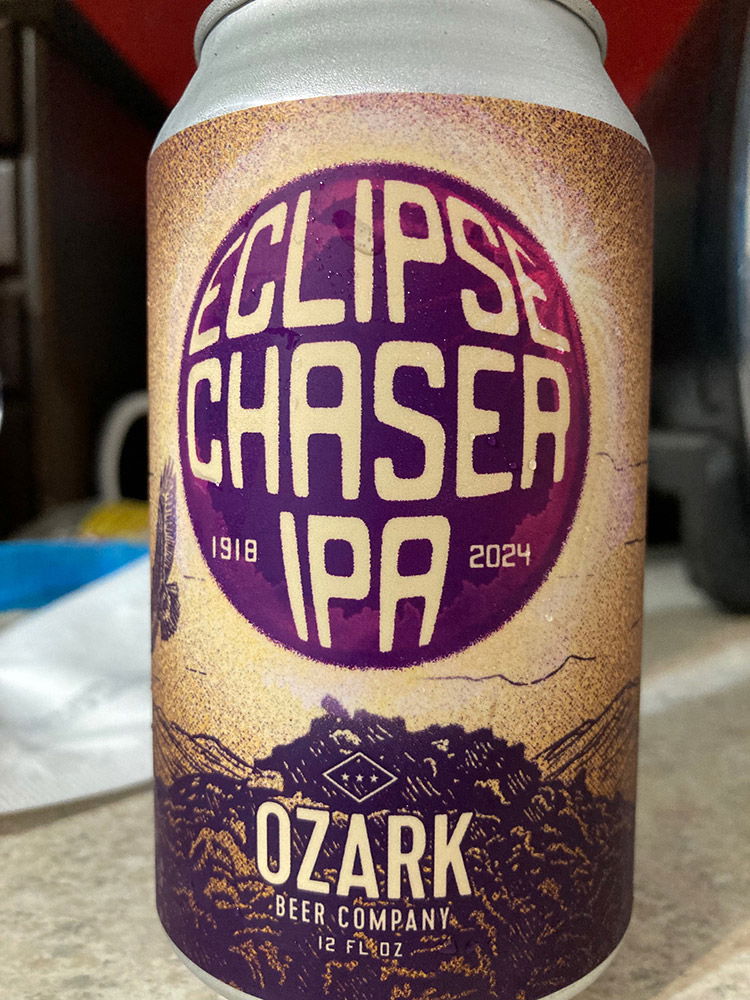 ECLIPSE
CHASER
1918 IPA 2024
OZARK
BEER COMPANY
12 FL OZ